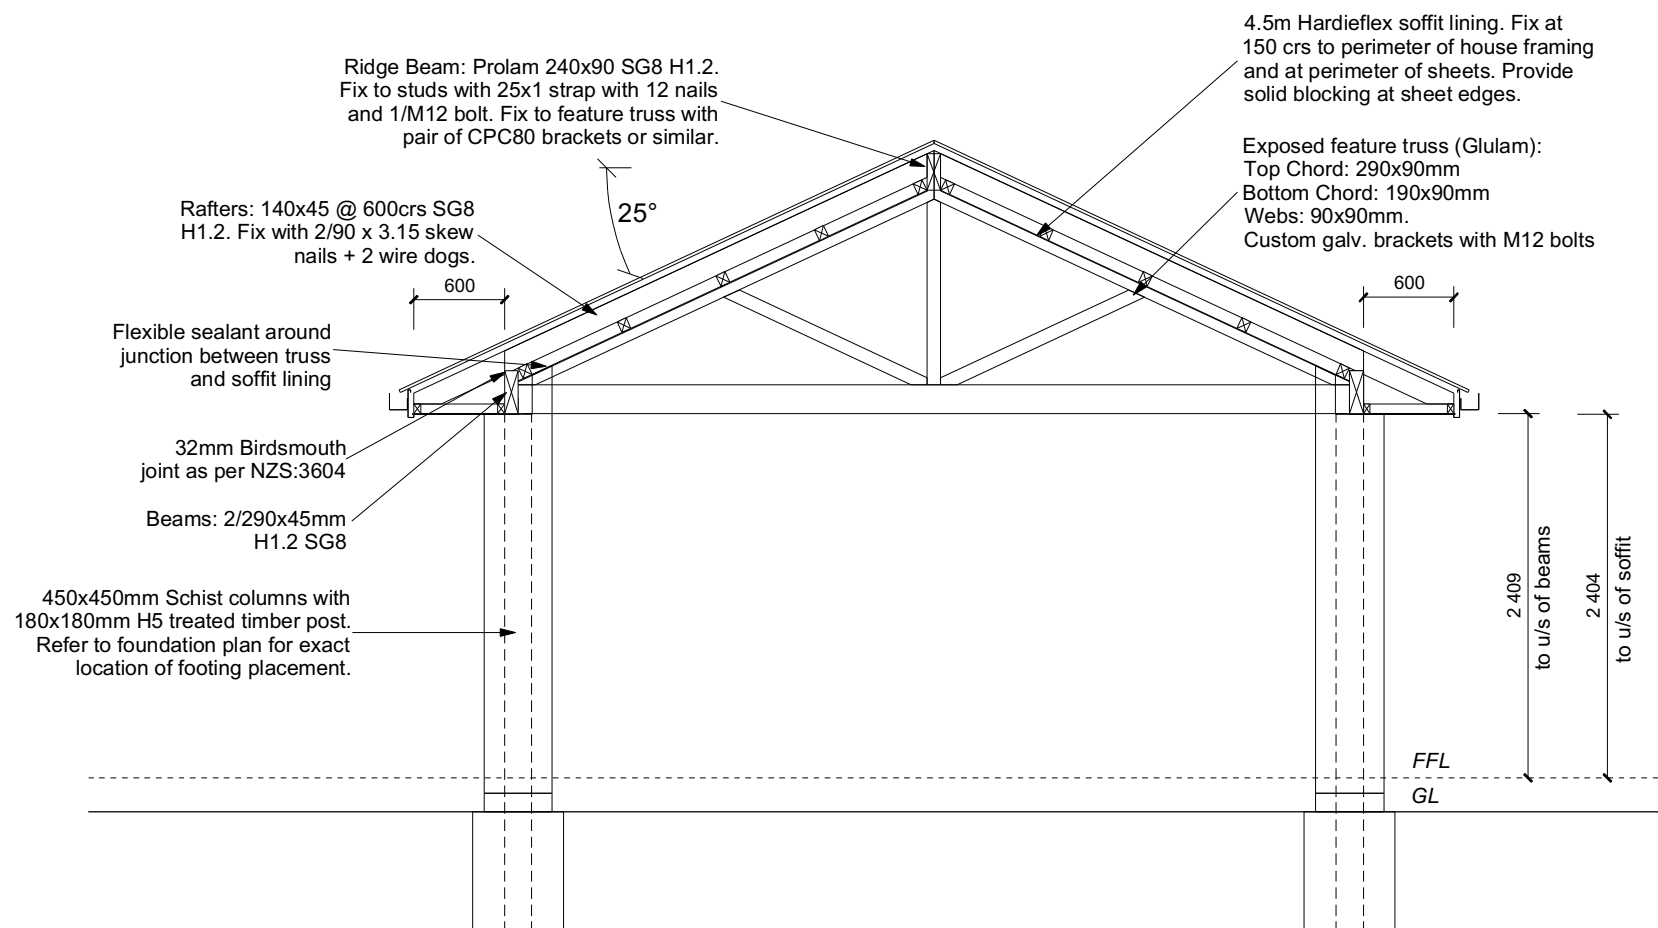 4.5m Hardieflex soffit lining. Fix at
150 crs to perimeter of house framing
and at perimeter of sheets. Provide
solid blocking at sheet edges.
Ridge Beam: Prolam 240x90 SG8 H1.2.
Fix to studs with 25x1 strap with 12 nails
and 1/M12 bolt. Fix to feature truss with
pair of CPC80 brackets or similar.
Exposed feature truss (Glulam):
Top Chord: 290x90mm
Bottom Chord: 190x90mm
Webs: 90x90mm.
Custom galv. brackets with M12 bolts
25°
Rafters: 140x45 @ 600crs SG8
H1.2. Fix with 2/90 x 3.15 skew
nails + 2 wire dogs.
600
600
Flexible sealant around
junction between truss
and soffit lining
32mm Birdsmouth
joint as per NZS:3604
Beams: 2/290x45mm
H1.2 SG8
450x450mm Schist columns with
180x180mm H5 treated timber post.
Refer to foundation plan for exact
location of footing placement.
2 409
to u/s of beams
2 404
to u/s of soffit
FFL
GL